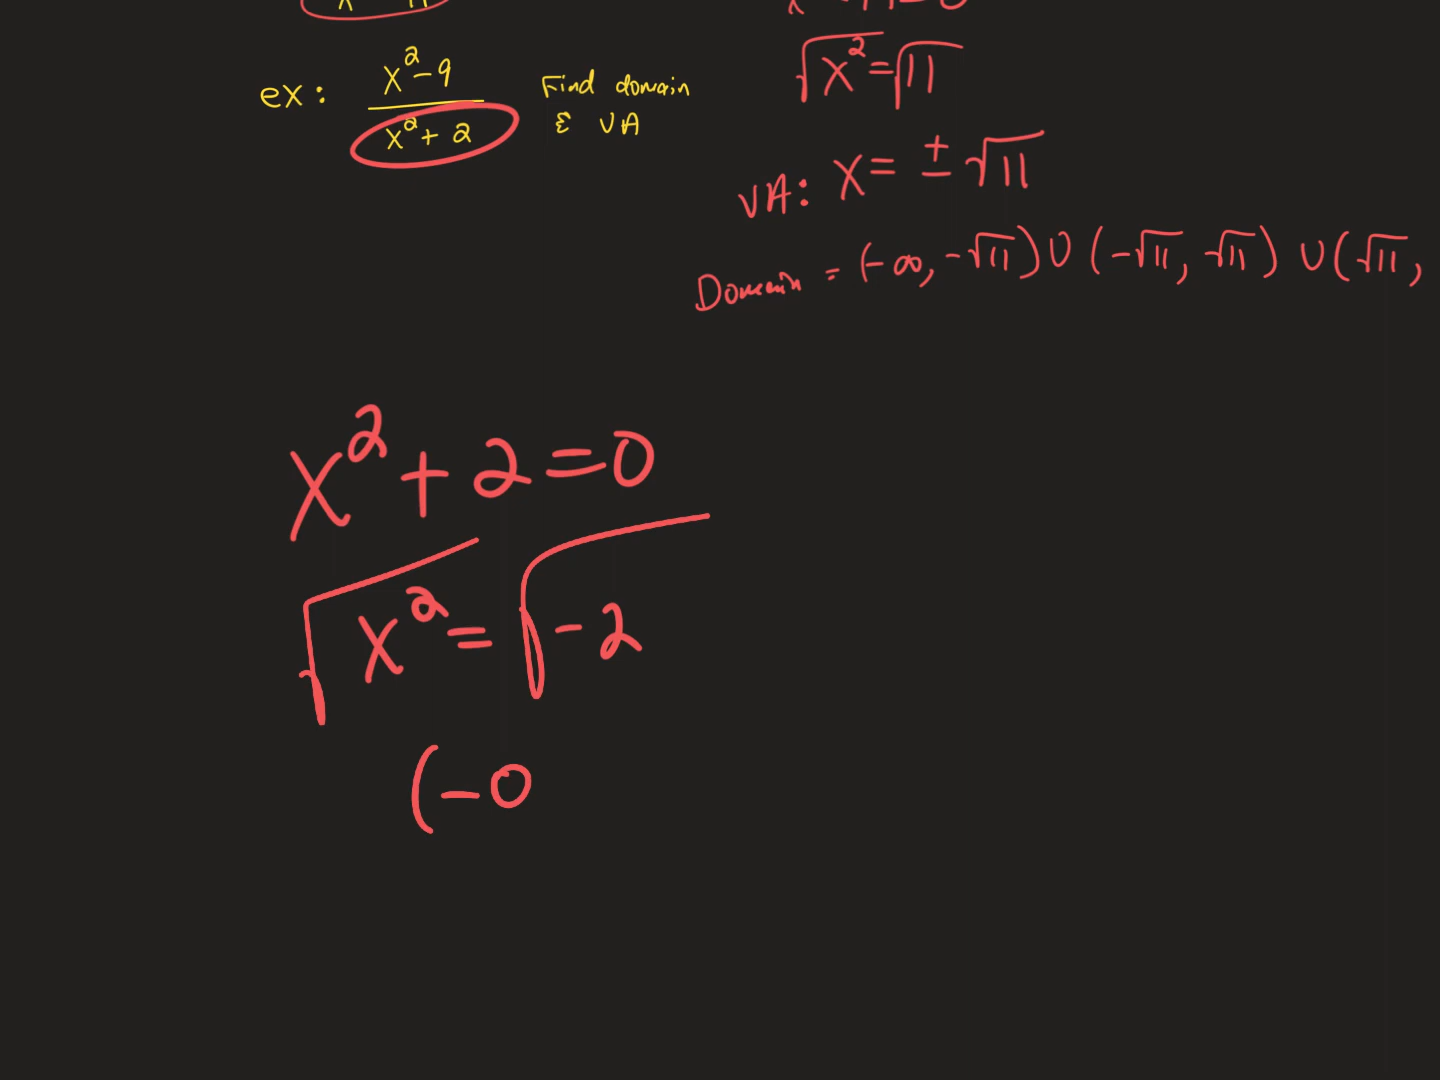 ex: x² - 9 / x² + 2 Find domain & VA
√x² = √11
VA: x = ± √11
Domain = (-∞, -√11) U (-√11, √11) U (√11,
x² + 2 = 0
√x² = √-2
(-0